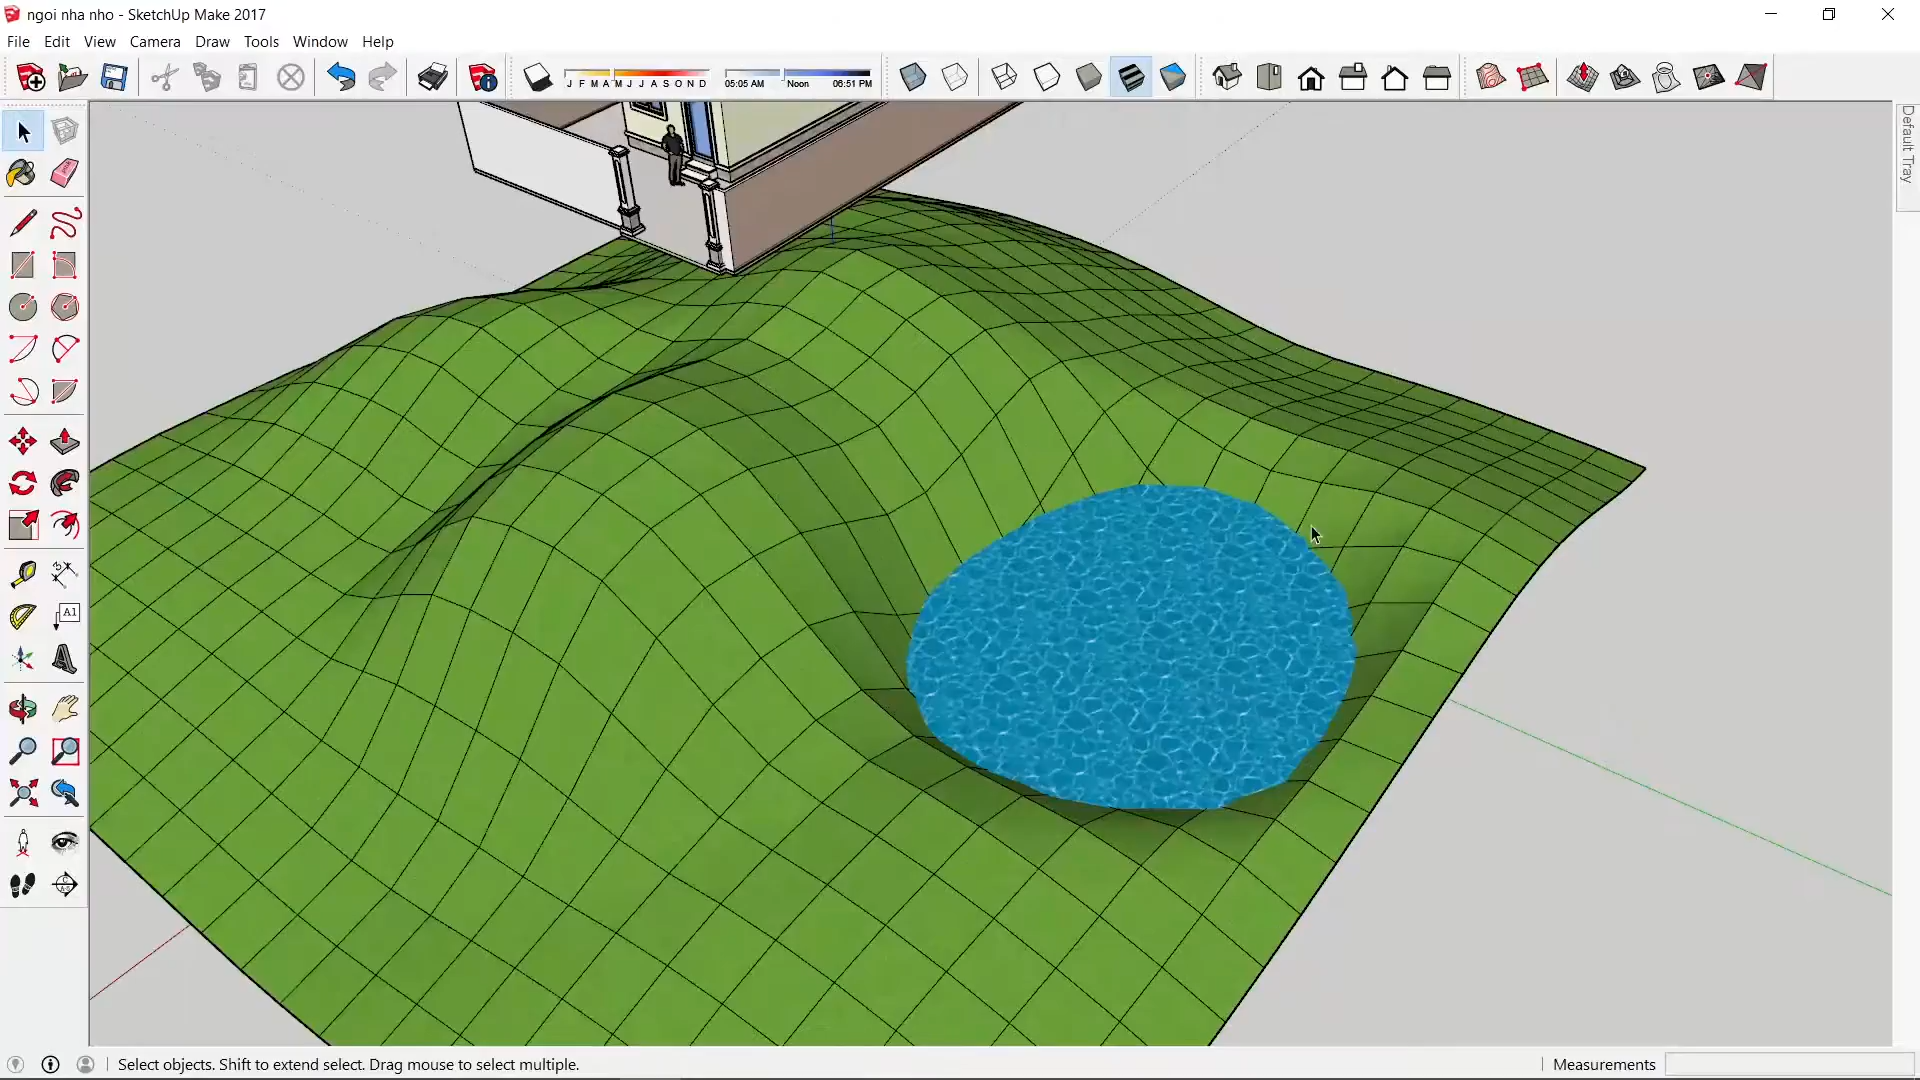 ngoi nha nho - SketchUp Make 2017
File Edit View Camera Draw Tools Window Help
J F M A M J J A S O N D
05:05 AM Noon 06:51 PM
Default Tray
A1
Select objects. Shift to extend select. Drag mouse to select multiple.
Measurements